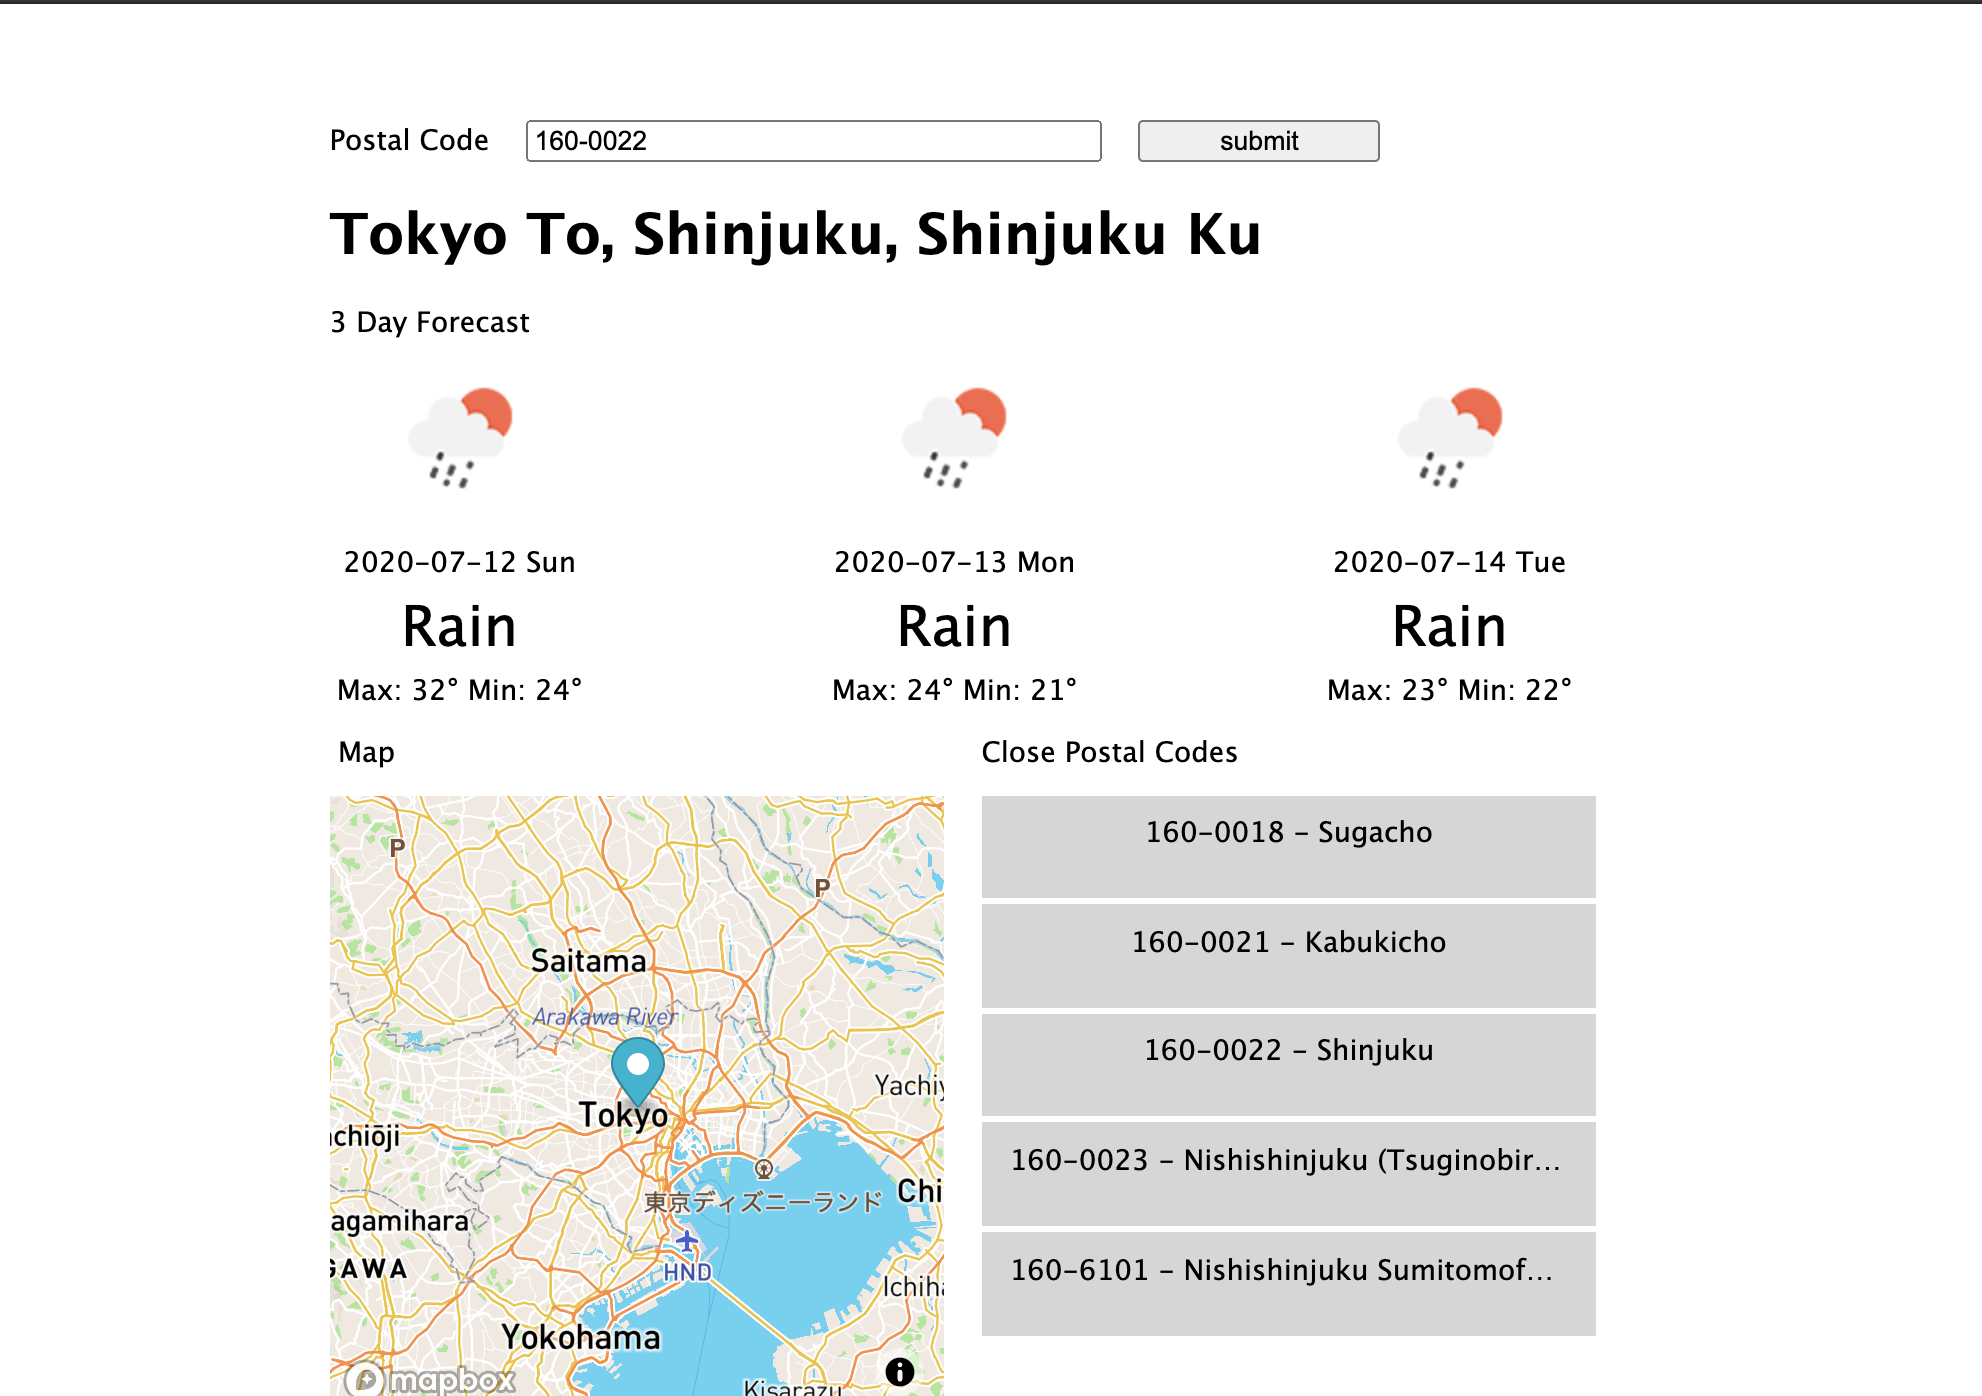 Postal Code
160-0022
submit
Tokyo To, Shinjuku, Shinjuku Ku
3 Day Forecast
2020-07-12 Sun
Rain
Max: 32° Min: 24°
2020-07-13 Mon
Rain
Max: 24° Min: 21°
2020-07-14 Tue
Rain
Max: 23° Min: 22°
Map
P
P
Saitama
Arakawa River
Yachiy
Tokyo
achiōji
Chi
東京ディズニーランド
agamihara
GAWA
HND
Ichiha
Yokohama
mapbox
Kisarazu
Close Postal Codes
160-0018 - Sugacho
160-0021 - Kabukicho
160-0022 - Shinjuku
160-0023 - Nishishinjuku (Tsuginobir...
160-6101 - Nishishinjuku Sumitomof...